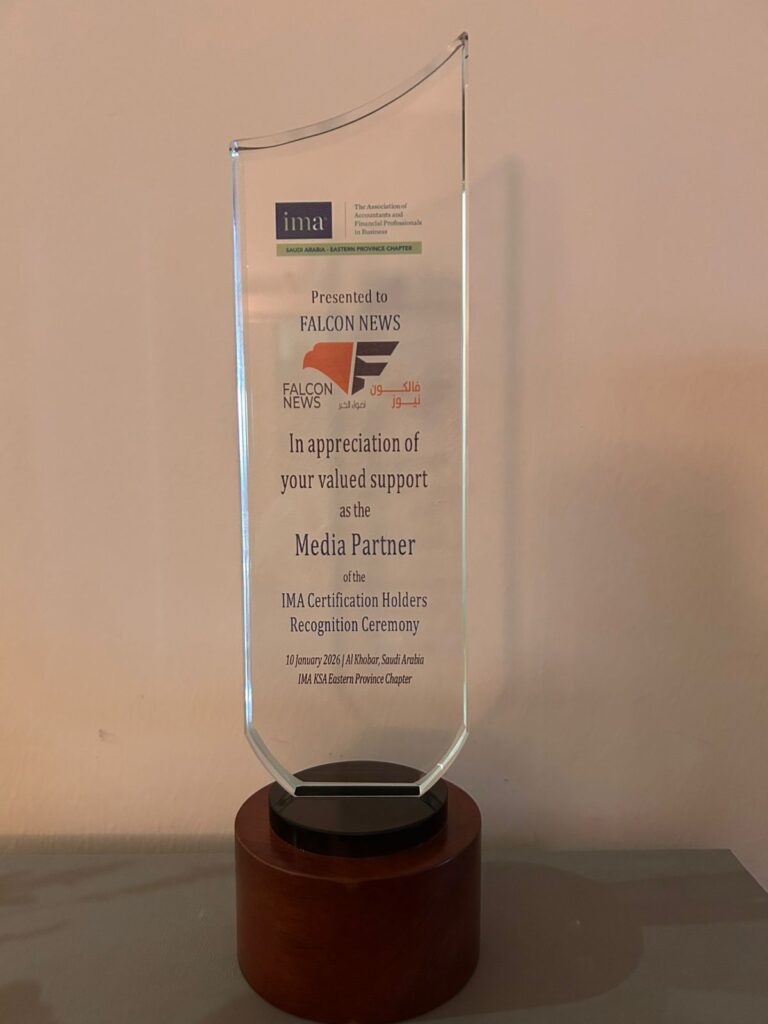 ima®
The Association of
Accountants and
Financial Professionals
in Business
SAUDI ARABIA - EASTERN PROVINCE CHAPTER
Presented to
FALCON NEWS
FALCON
NEWS
فالكون
نيوز
أضواء الخبر
In appreciation of
your valued support
as the
Media Partner
of the
IMA Certification Holders
Recognition Ceremony
10 January 2026 | Al Khobar, Saudi Arabia
IMA KSA Eastern Province Chapter